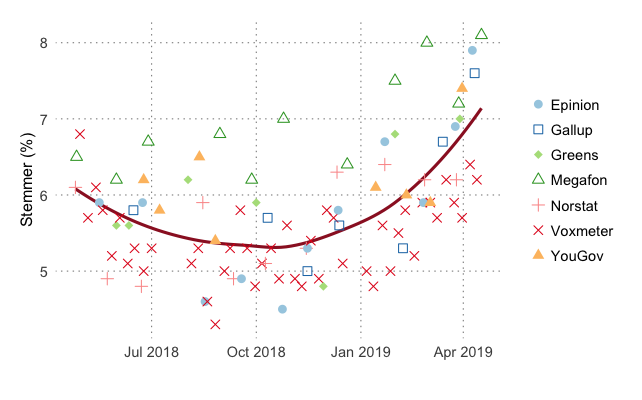 Stemmer (%)
8
7
6
5
Jul 2018
Oct 2018
Jan 2019
Apr 2019
Epinion
Gallup
Greens
Megafon
Norstat
Voxmeter
YouGov